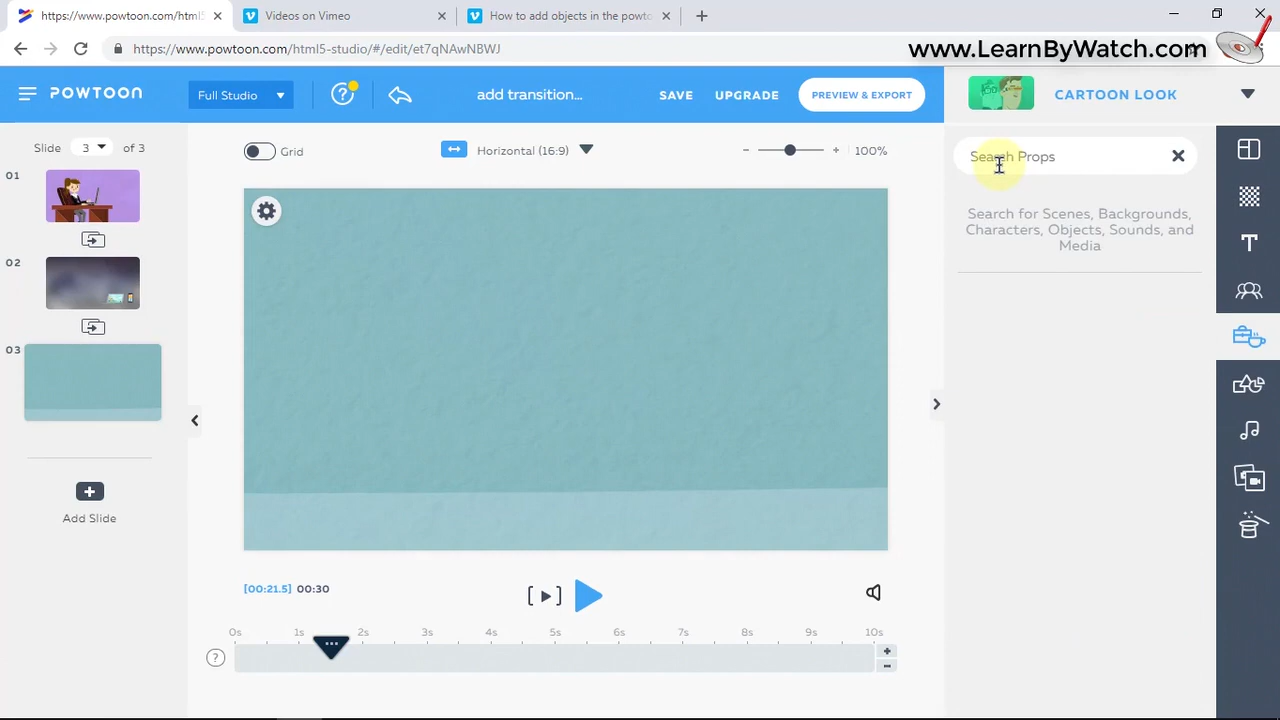 https://www.powtoon.com/html5
Videos on Vimeo
How to add objects in the powto
https://www.powtoon.com/html5-studio/#/edit/et7qNAwNBWJ
www.LearnByWatch.com
POWTOON
Full Studio
add transition...
SAVE
UPGRADE
PREVIEW & EXPORT
CARTOON LOOK
Slide 3 of 3
Grid
Horizontal (16:9)
- + 100%
Search Props
Search for Scenes, Backgrounds,
Characters, Objects, Sounds, and
Media
01
02
03
Add Slide
[00:21.5] 00:30
0s 1s 2s 3s 4s 5s 6s 7s 8s 9s 10s